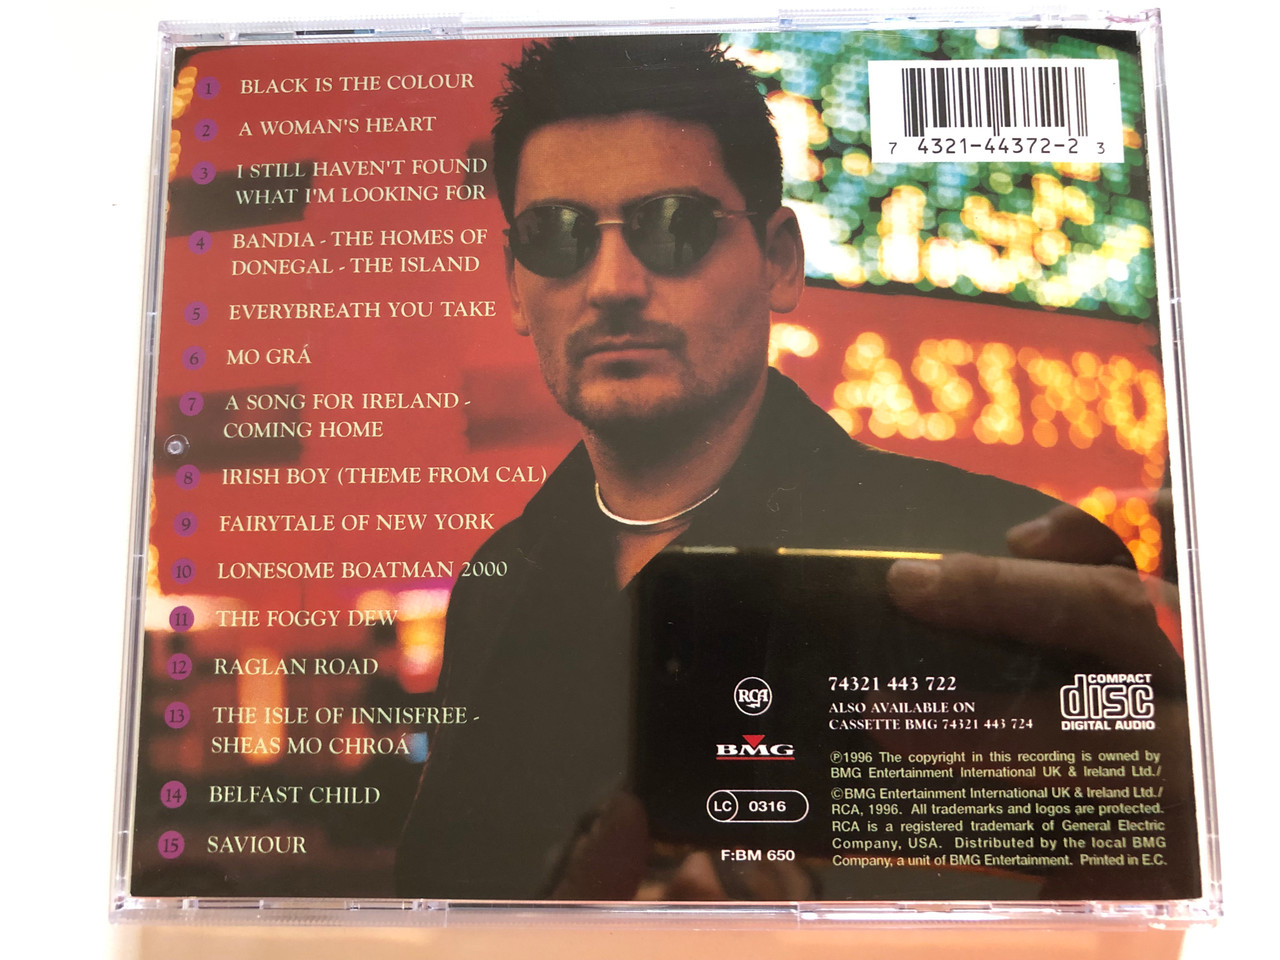 1 BLACK IS THE COLOUR
2 A WOMAN'S HEART
3 I STILL HAVEN'T FOUND
WHAT I'M LOOKING FOR
4 BANDIA - THE HOMES OF
DONEGAL - THE ISLAND
5 EVERYBREATH YOU TAKE
6 MO GRÁ
7 A SONG FOR IRELAND -
COMING HOME
8 IRISH BOY (THEME FROM CAL)
9 FAIRYTALE OF NEW YORK
10 LONESOME BOATMAN 2000
11 THE FOGGY DEW
12 RAGLAN ROAD
13 THE ISLE OF INNISFREE -
SHEAS MO CHROÁ
14 BELFAST CHILD
15 SAVIOUR
7 4321-44372-2 3
ASINO
RCA
BMG
LC 0316
F:BM 650
74321 443 722
ALSO AVAILABLE ON
CASSETTE BMG 74321 443 724
COMPACT
disc
DIGITAL AUDIO
℗1996 The copyright in this recording is owned by
BMG Entertainment International UK & Ireland Ltd./
©BMG Entertainment International UK & Ireland Ltd./
RCA, 1996. All trademarks and logos are protected.
RCA is a registered trademark of General Electric
Company, USA. Distributed by the local BMG
Company, a unit of BMG Entertainment. Printed in E.C.